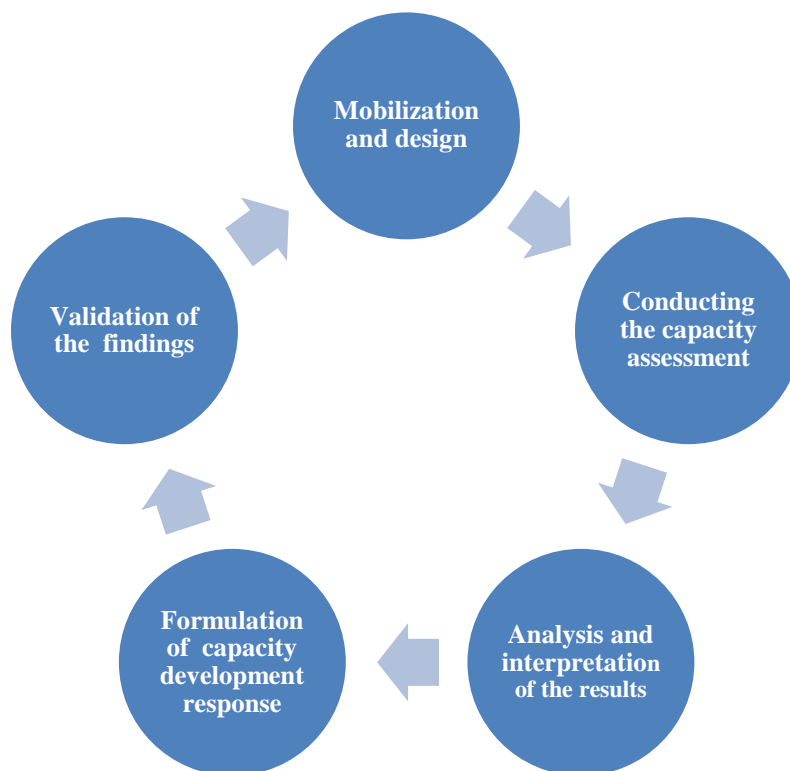 Mobilization
and design
Conducting
the capacity
assessment
Analysis and
interpretation
of the results
Formulation
of  capacity
development
response
Validation of
the  findings